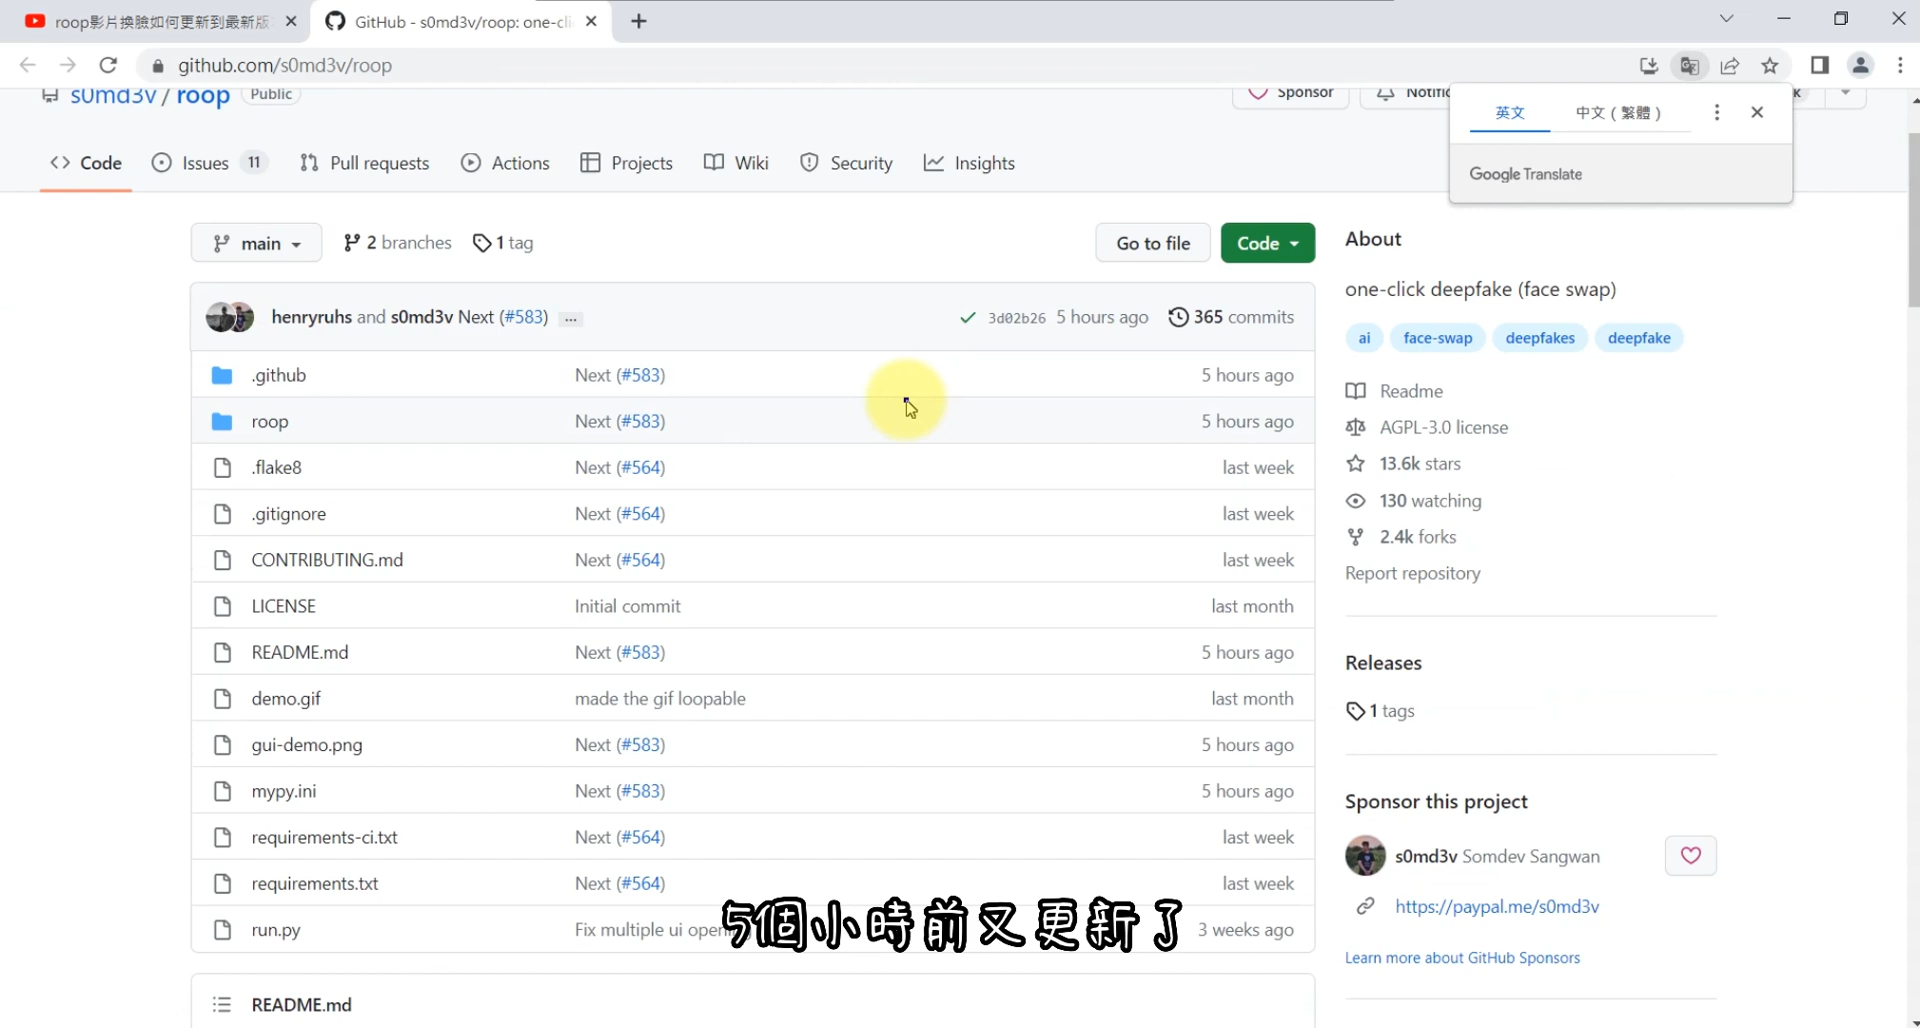 roop影片換臉如何更新到最新版
GitHub - s0md3v/roop: one-cli
github.com/s0md3v/roop
s0md3v / roop Public
Sponsor
Notific
k
英文
中文 ( 繁體 )
Google Translate
Code
Issues 11
Pull requests
Actions
Projects
Wiki
Security
Insights
main
2 branches
1 tag
Go to file
Code
henryruhs and s0md3v Next (#583) ...
3d02b26 5 hours ago
365 commits
.github Next (#583) 5 hours ago
roop Next (#583) 5 hours ago
.flake8 Next (#564) last week
.gitignore Next (#564) last week
CONTRIBUTING.md Next (#564) last week
LICENSE Initial commit last month
README.md Next (#583) 5 hours ago
demo.gif made the gif loopable last month
gui-demo.png Next (#583) 5 hours ago
mypy.ini Next (#583) 5 hours ago
requirements-ci.txt Next (#564) last week
requirements.txt Next (#564) last week
run.py Fix multiple ui openi 3 weeks ago
5個小時前又更新了
README.md
About
one-click deepfake (face swap)
ai face-swap deepfakes deepfake
Readme
AGPL-3.0 license
13.6k stars
130 watching
2.4k forks
Report repository
Releases
1 tags
Sponsor this project
s0md3v Somdev Sangwan
https://paypal.me/s0md3v
Learn more about GitHub Sponsors